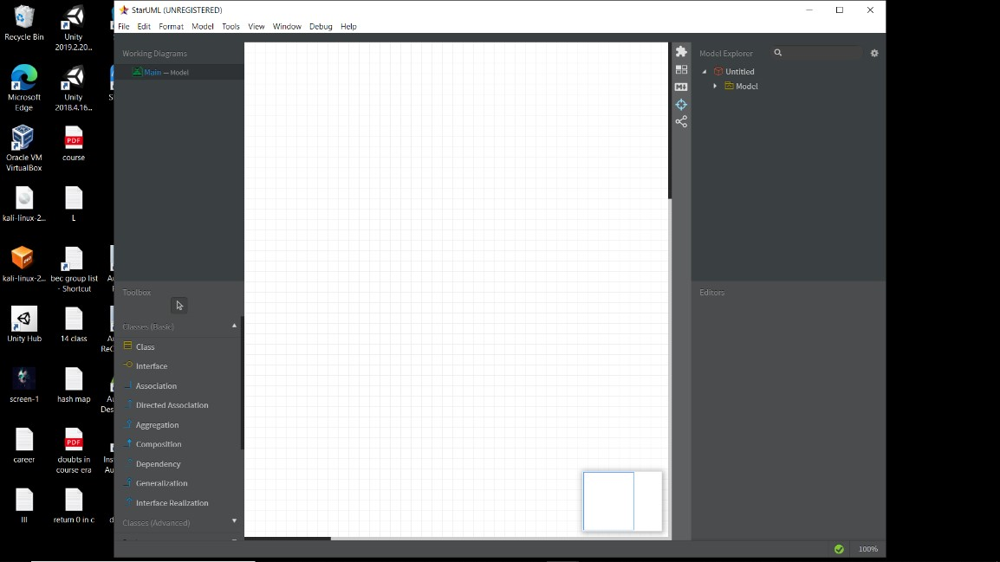 StarUML (UNREGISTERED)
File Edit Format Model Tools View Window Debug Help
Recycle Bin
Unity
2019.2.20...
Microsoft
Edge
Unity
2018.4.16...
Oracle VM
VirtualBox
PDF
course
kali-linux-2...
L
kali-linux-2...
bec group list
- Shortcut
Unity Hub
14 class
screen-1
hash map
career
PDF
doubts in
course era
III
return 0 in c
Working Diagrams
Main — Model
Toolbox
Classes (Basic)
Class
Interface
Association
Directed Association
Aggregation
Composition
Dependency
Generalization
Interface Realization
Classes (Advanced)
Model Explorer
Untitled
Model
Editors
100%